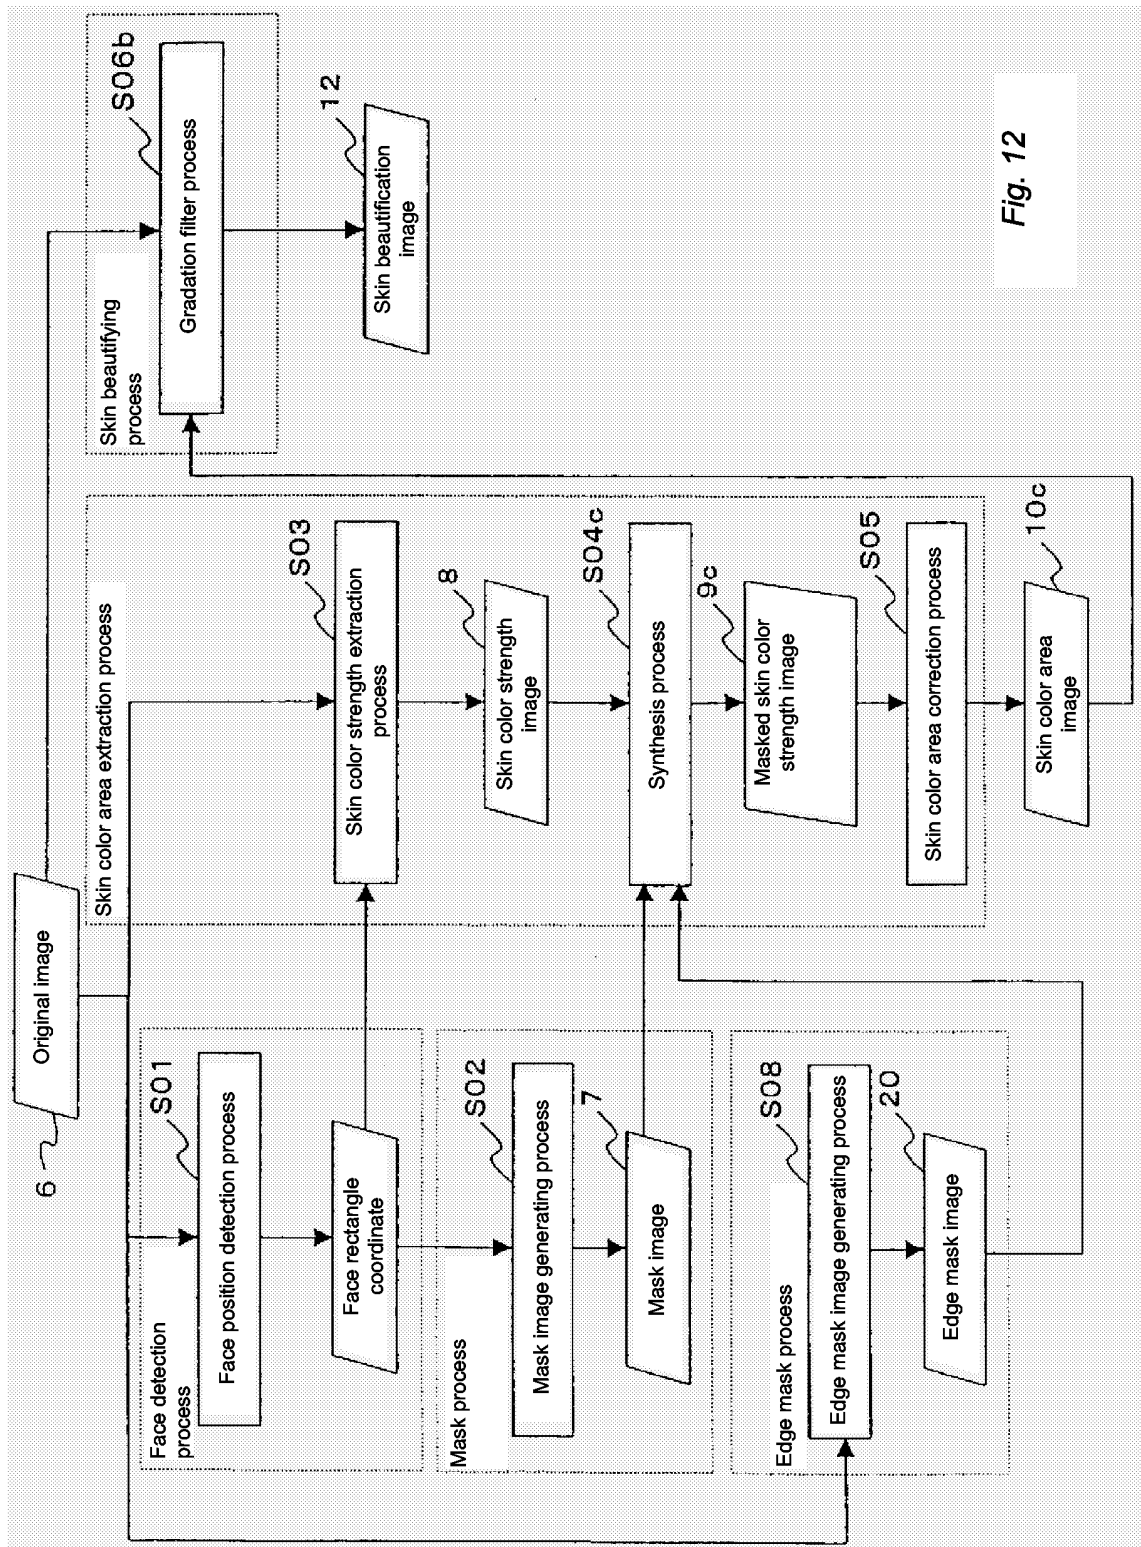 6
Original image
Face detection
process
S01
Face position detection process
Face rectangle
coordinate
Mask process
S02
Mask image generating process
7
Mask image
Edge mask process
S08
Edge mask image generating process
20
Edge mask image
Skin color area extraction process
S03
Skin color strength extraction
process
8
Skin color strength
image
S04c
Synthesis process
9c
Masked skin color
strength image
S05
Skin color area correction process
10c
Skin color area
image
Skin beautifying
process
S06b
Gradation filter process
12
Skin beautification
image
Fig. 12